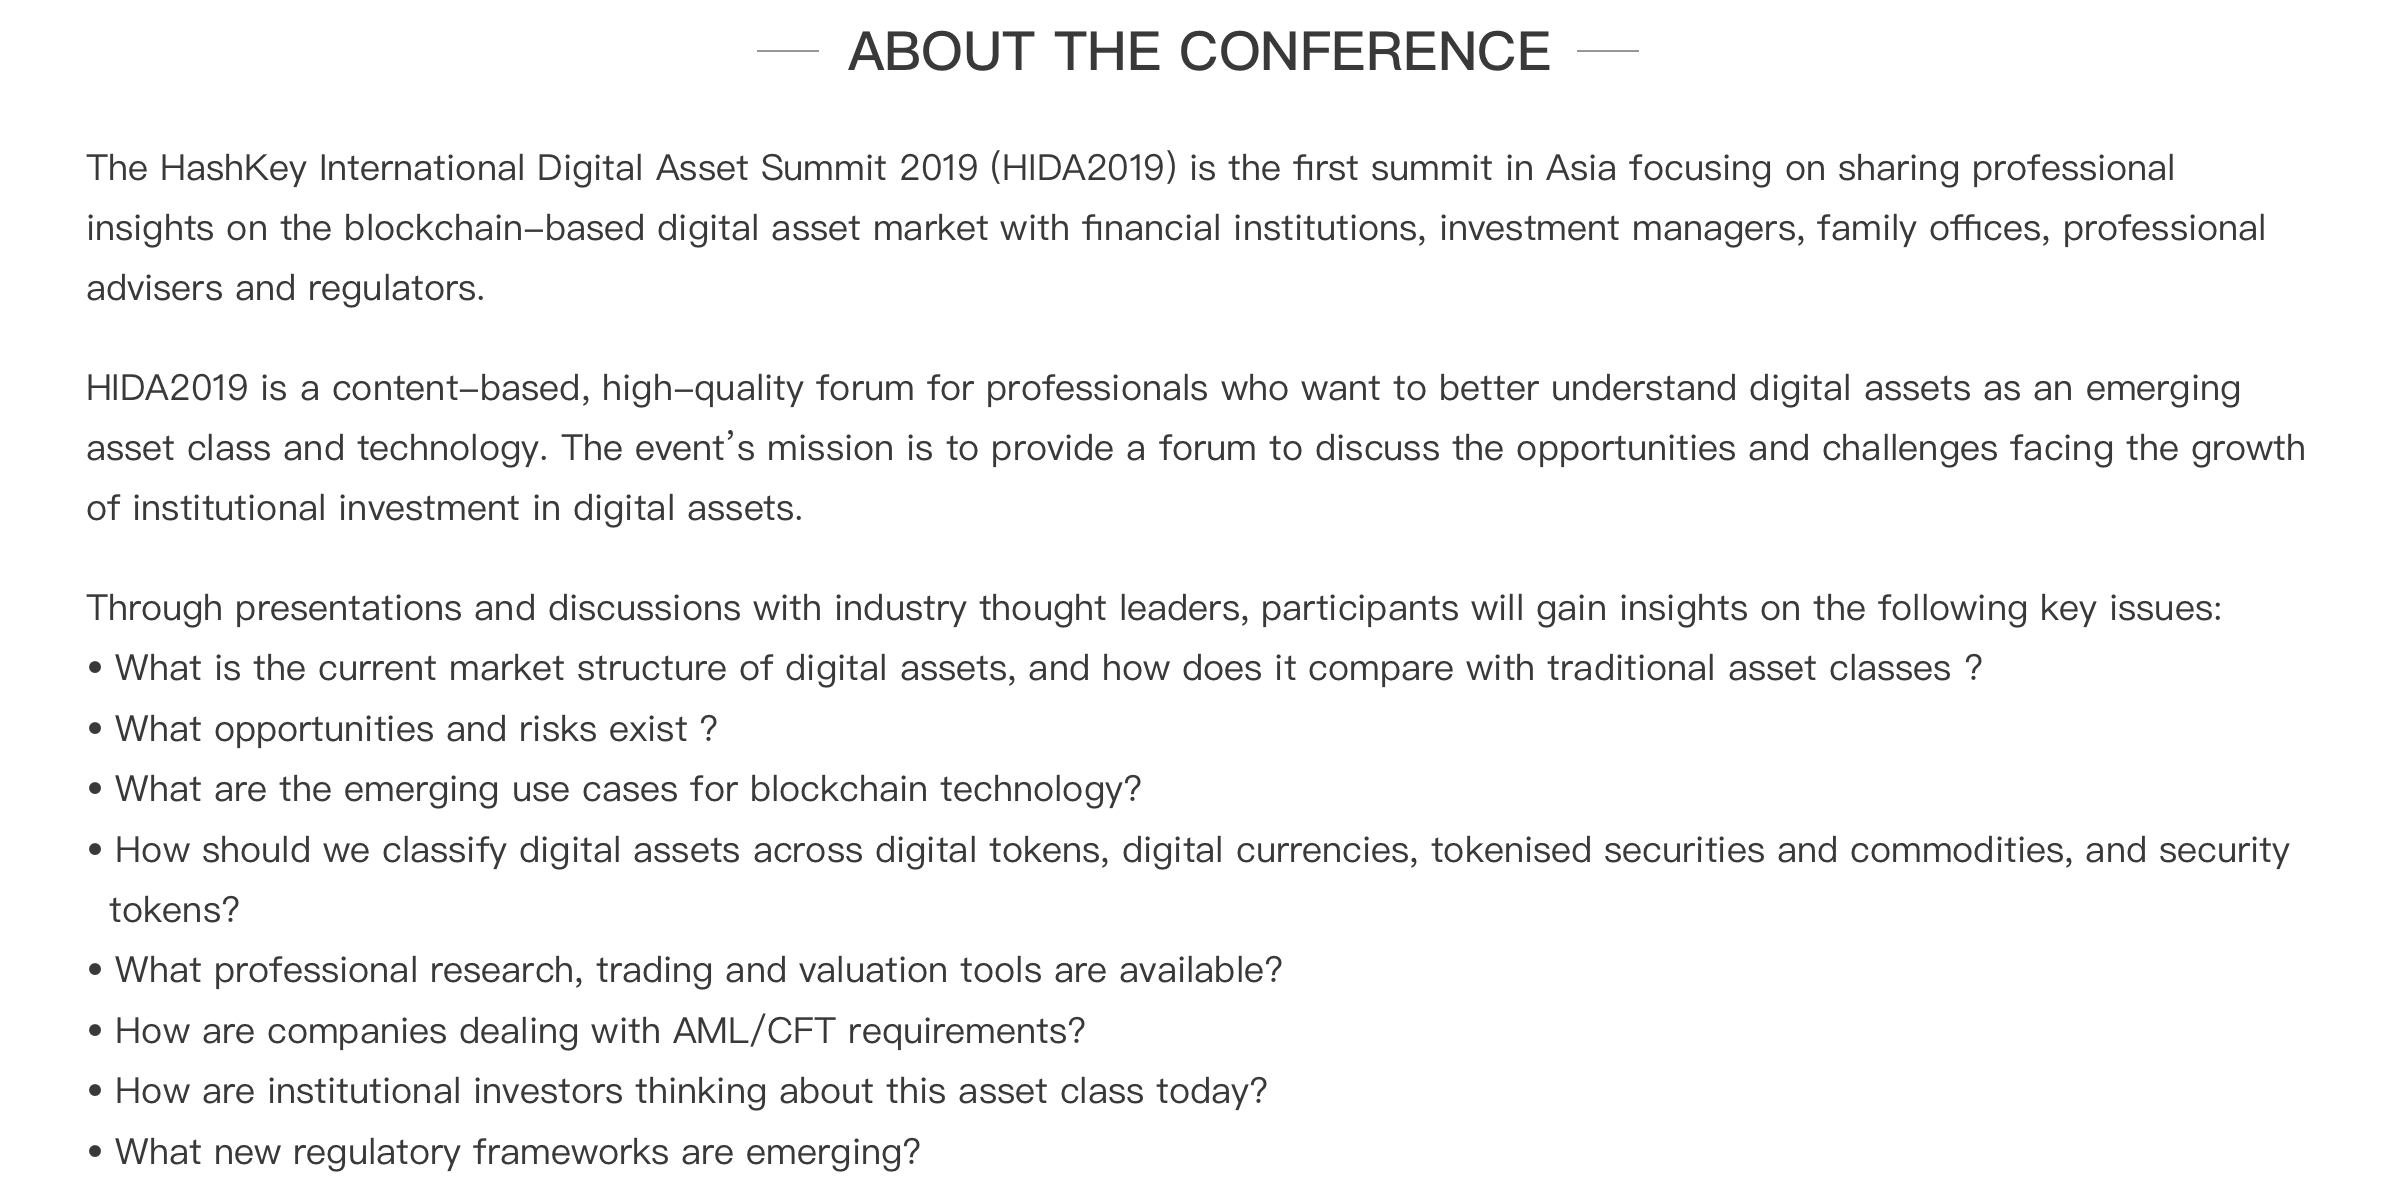 ABOUT THE CONFERENCE
The HashKey International Digital Asset Summit 2019 (HIDA2019) is the first summit in Asia focusing on sharing professional
insights on the blockchain-based digital asset market with financial institutions, investment managers, family offices, professional
advisers and regulators.
HIDA2019 is a content-based, high-quality forum for professionals who want to better understand digital assets as an emerging
asset class and technology. The event’s mission is to provide a forum to discuss the opportunities and challenges facing the growth
of institutional investment in digital assets.
Through presentations and discussions with industry thought leaders, participants will gain insights on the following key issues:
• What is the current market structure of digital assets, and how does it compare with traditional asset classes ?
• What opportunities and risks exist ?
• What are the emerging use cases for blockchain technology?
• How should we classify digital assets across digital tokens, digital currencies, tokenised securities and commodities, and security
tokens?
• What professional research, trading and valuation tools are available?
• How are companies dealing with AML/CFT requirements?
• How are institutional investors thinking about this asset class today?
• What new regulatory frameworks are emerging?